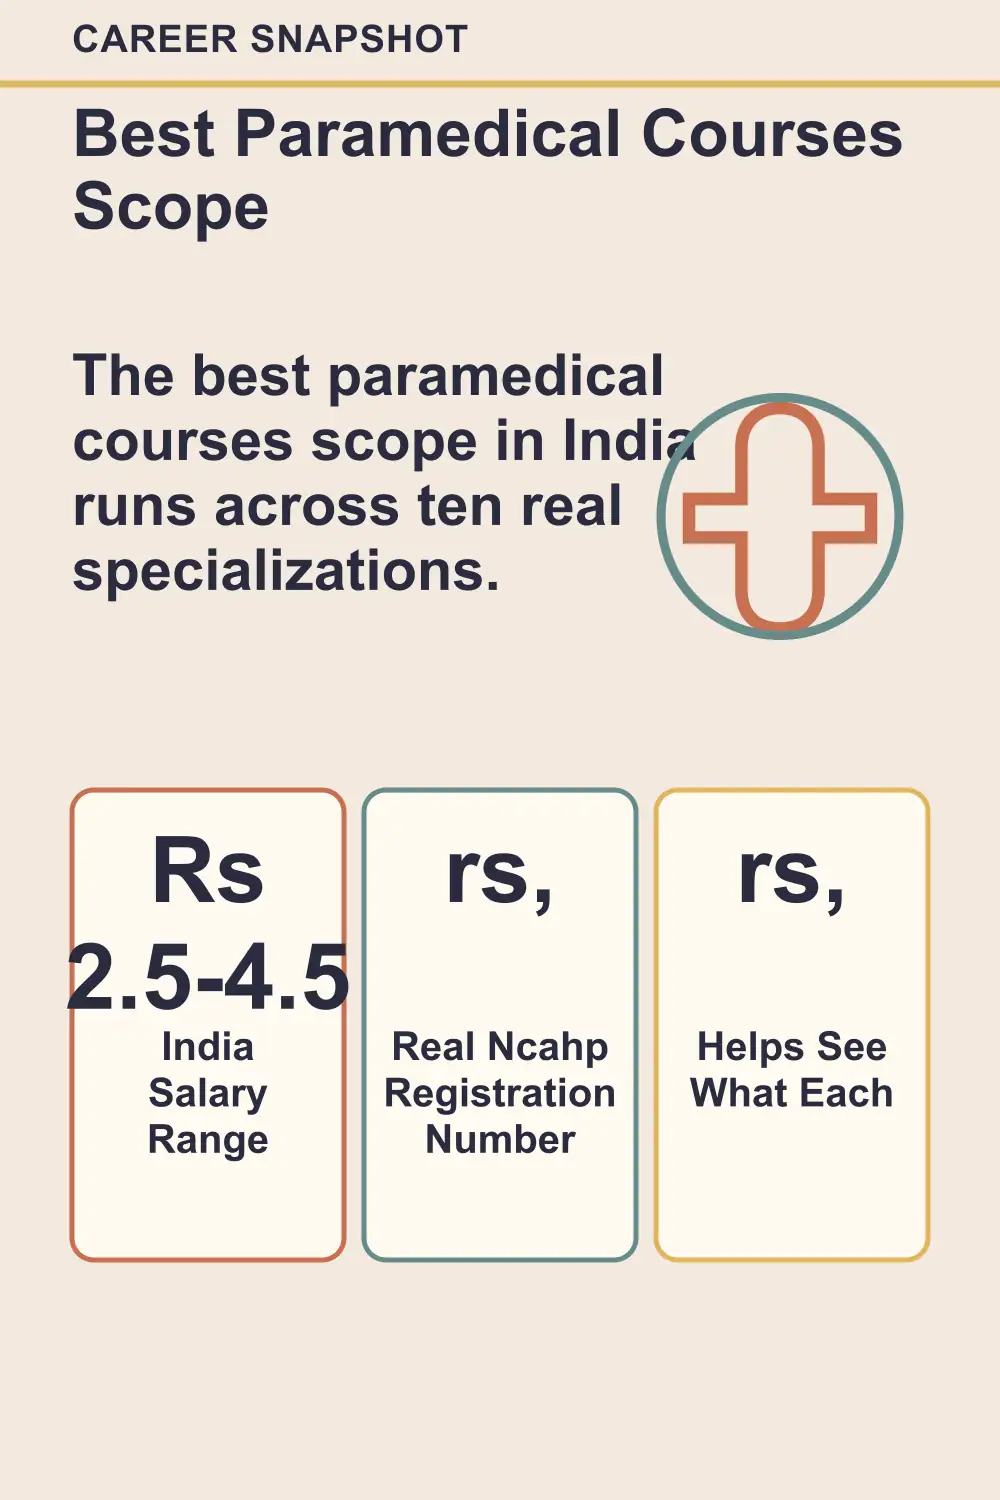 CAREER SNAPSHOT
Best Paramedical Courses
Scope
The best paramedical
courses scope in India
runs across ten real
specializations.
Rs
2.5-4.5
India
Salary
Range
rs,
Real Ncahp
Registration
Number
rs,
Helps See
What Each